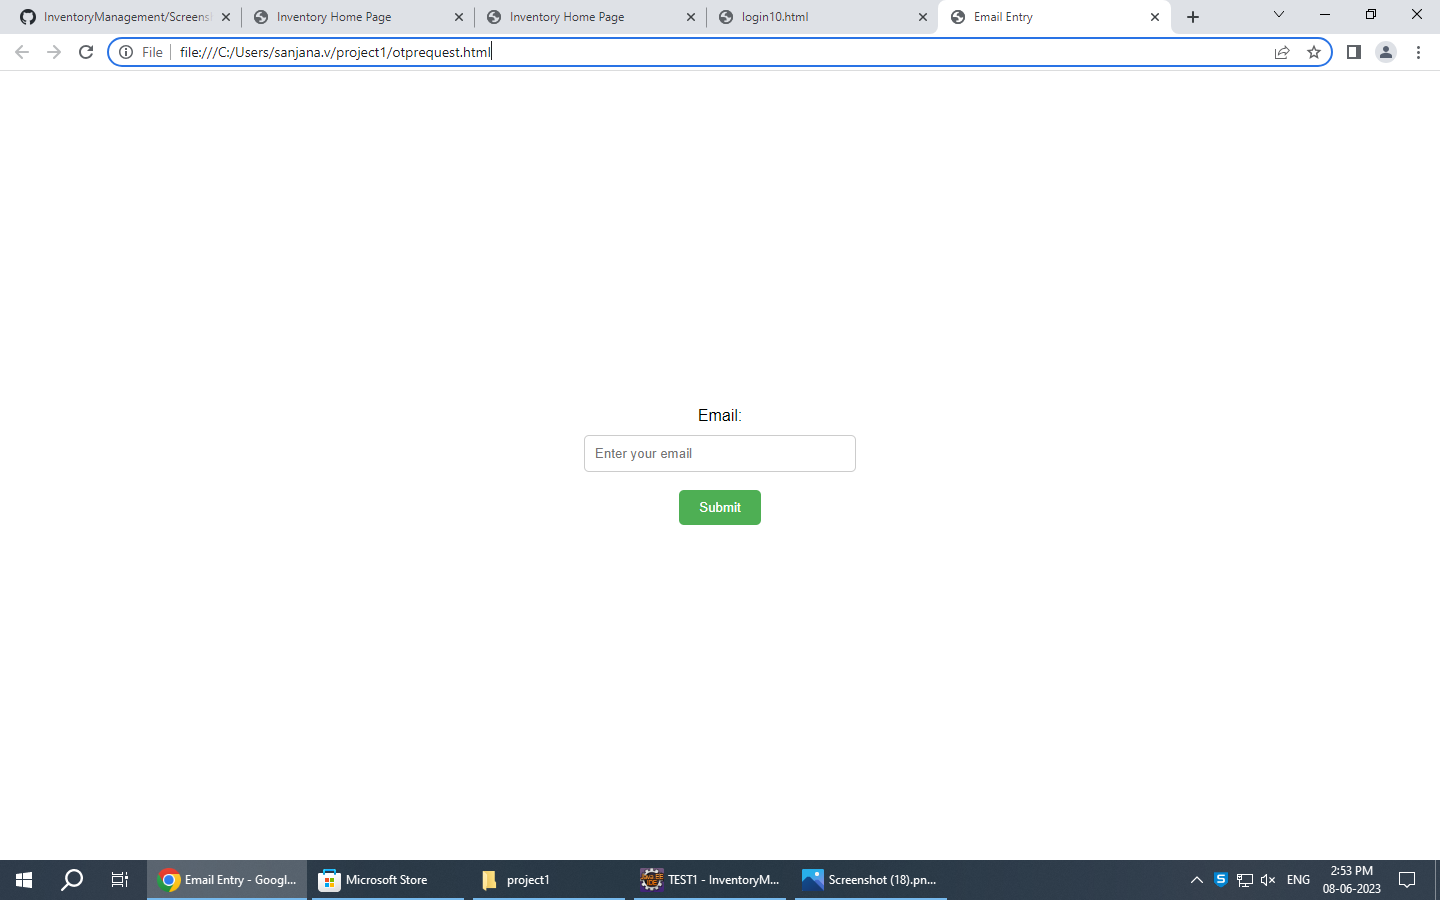 InventoryManagement/Screens
Inventory Home Page
Inventory Home Page
login10.html
Email Entry
File
file:///C:/Users/sanjana.v/project1/otprequest.html
Email:
Enter your email
Submit
Email Entry - Googl...
Microsoft Store
project1
TEST1 - InventoryM...
Screenshot (18).pn...
ENG
2:53 PM
08-06-2023